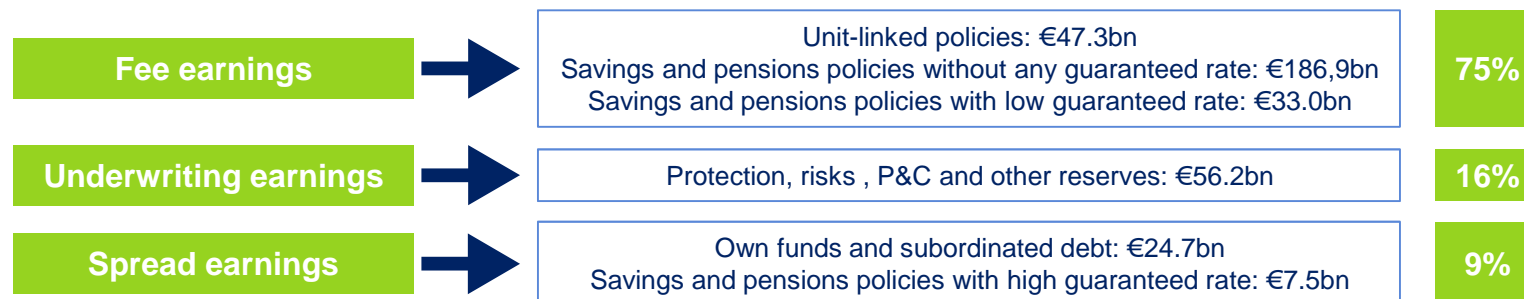 Fee earnings
Unit-linked policies: €47.3bn
Savings and pensions policies without any guaranteed rate: €186,9bn
Savings and pensions policies with low guaranteed rate: €33.0bn
75%
Underwriting earnings
Protection, risks , P&C and other reserves: €56.2bn
16%
Spread earnings
Own funds and subordinated debt: €24.7bn
Savings and pensions policies with high guaranteed rate: €7.5bn
9%